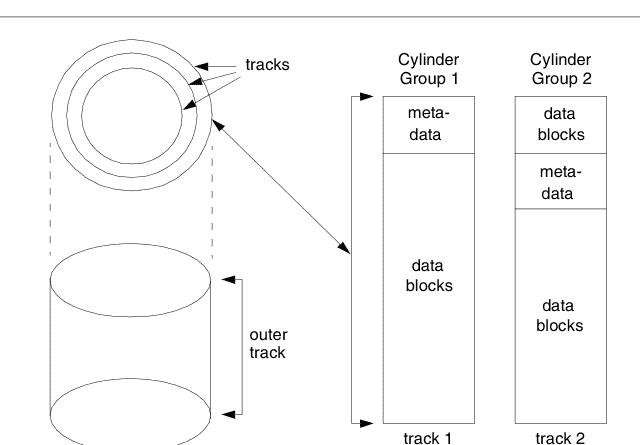 tracks
outer
track
Cylinder
Group 1
meta-
data
data
blocks
track 1
Cylinder
Group 2
data
blocks
meta-
data
data
blocks
track 2